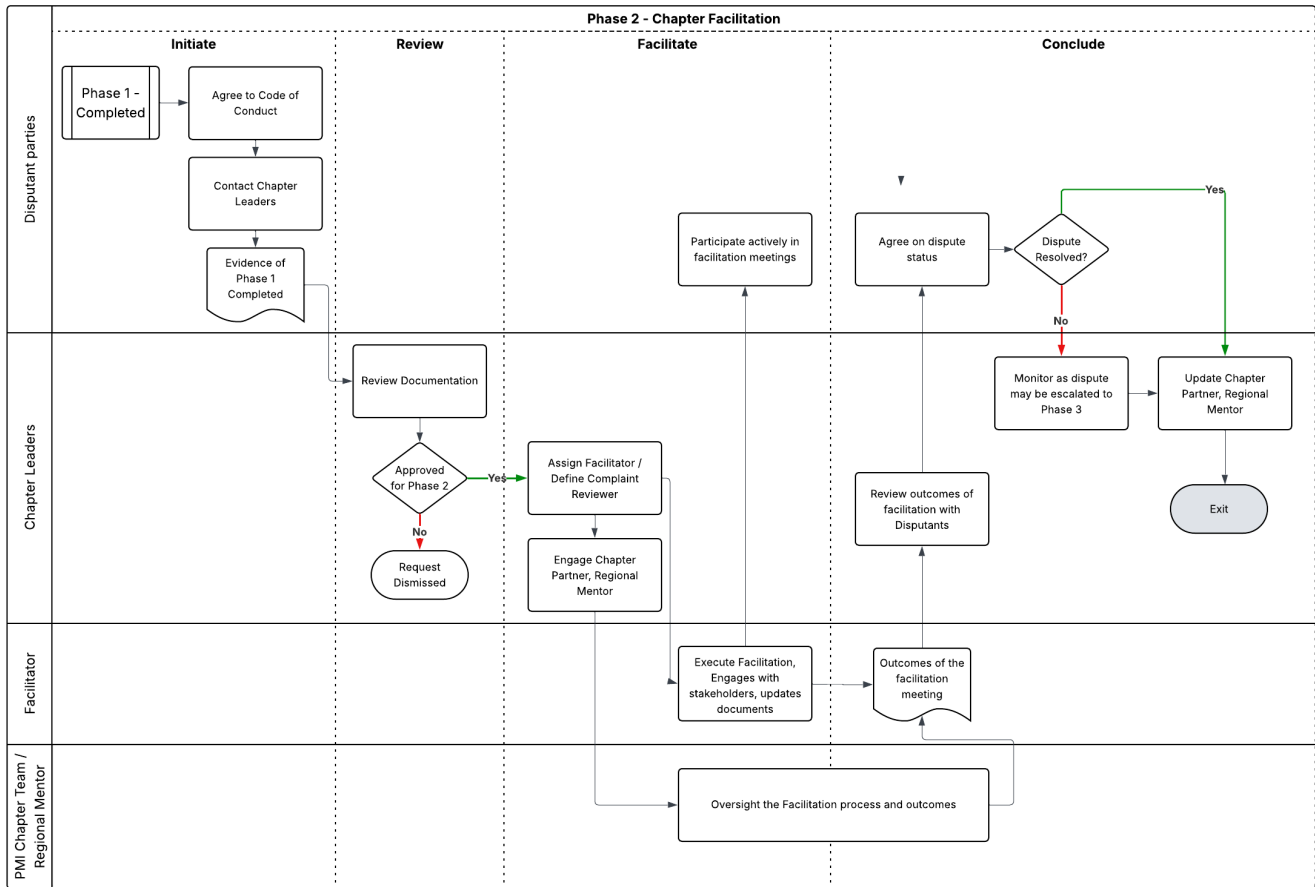 Phase 2 - Chapter Facilitation
Initiate
Review
Facilitate
Conclude
Disputant parties
Phase 1 -
Completed
Agree to Code of
Conduct
Contact Chapter
Leaders
Evidence of
Phase 1
Completed
Participate actively in
facilitation meetings
Agree on dispute
status
Dispute
Resolved?
Yes
No
Chapter Leaders
Review Documentation
Approved
for Phase 2
Yes
No
Request
Dismissed
Assign Facilitator /
Define Complaint
Reviewer
Engage Chapter
Partner, Regional
Mentor
Review outcomes of
facilitation with
Disputants
Monitor as dispute
may be escalated to
Phase 3
Update Chapter
Partner, Regional
Mentor
Exit
Facilitator
Execute Facilitation,
Engages with
stakeholders, updates
documents
Outcomes of the
facilitation
meeting
PMI Chapter Team /
Regional Mentor
Oversight the Facilitation process and outcomes